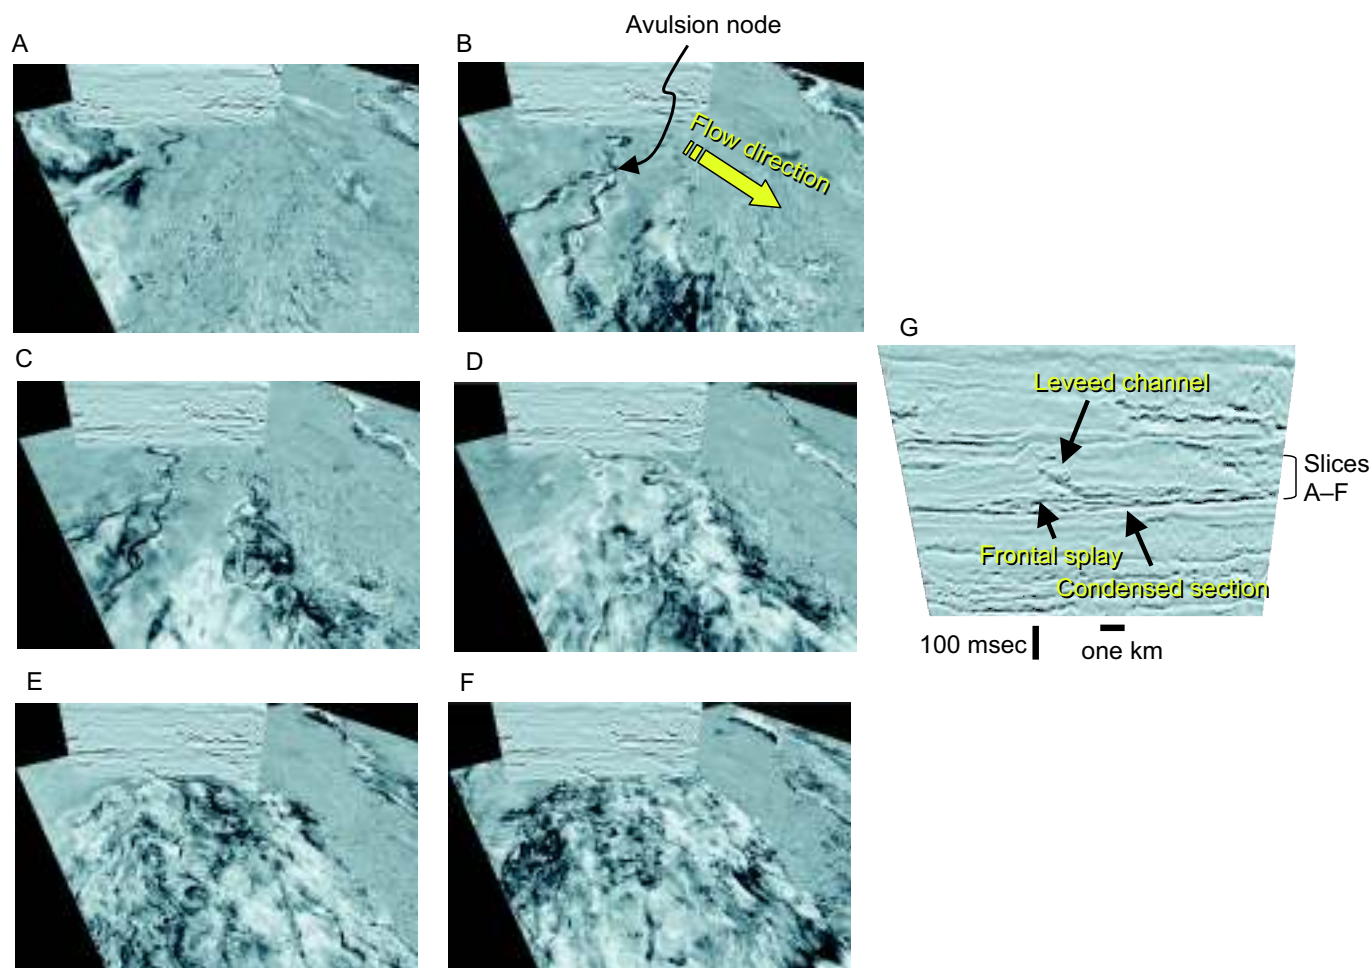 Avulsion node
A
B
Flow direction
C
D
G
Leveed channel
Slices
A–F
Frontal splay
Condensed section
100 msec
one km
E
F